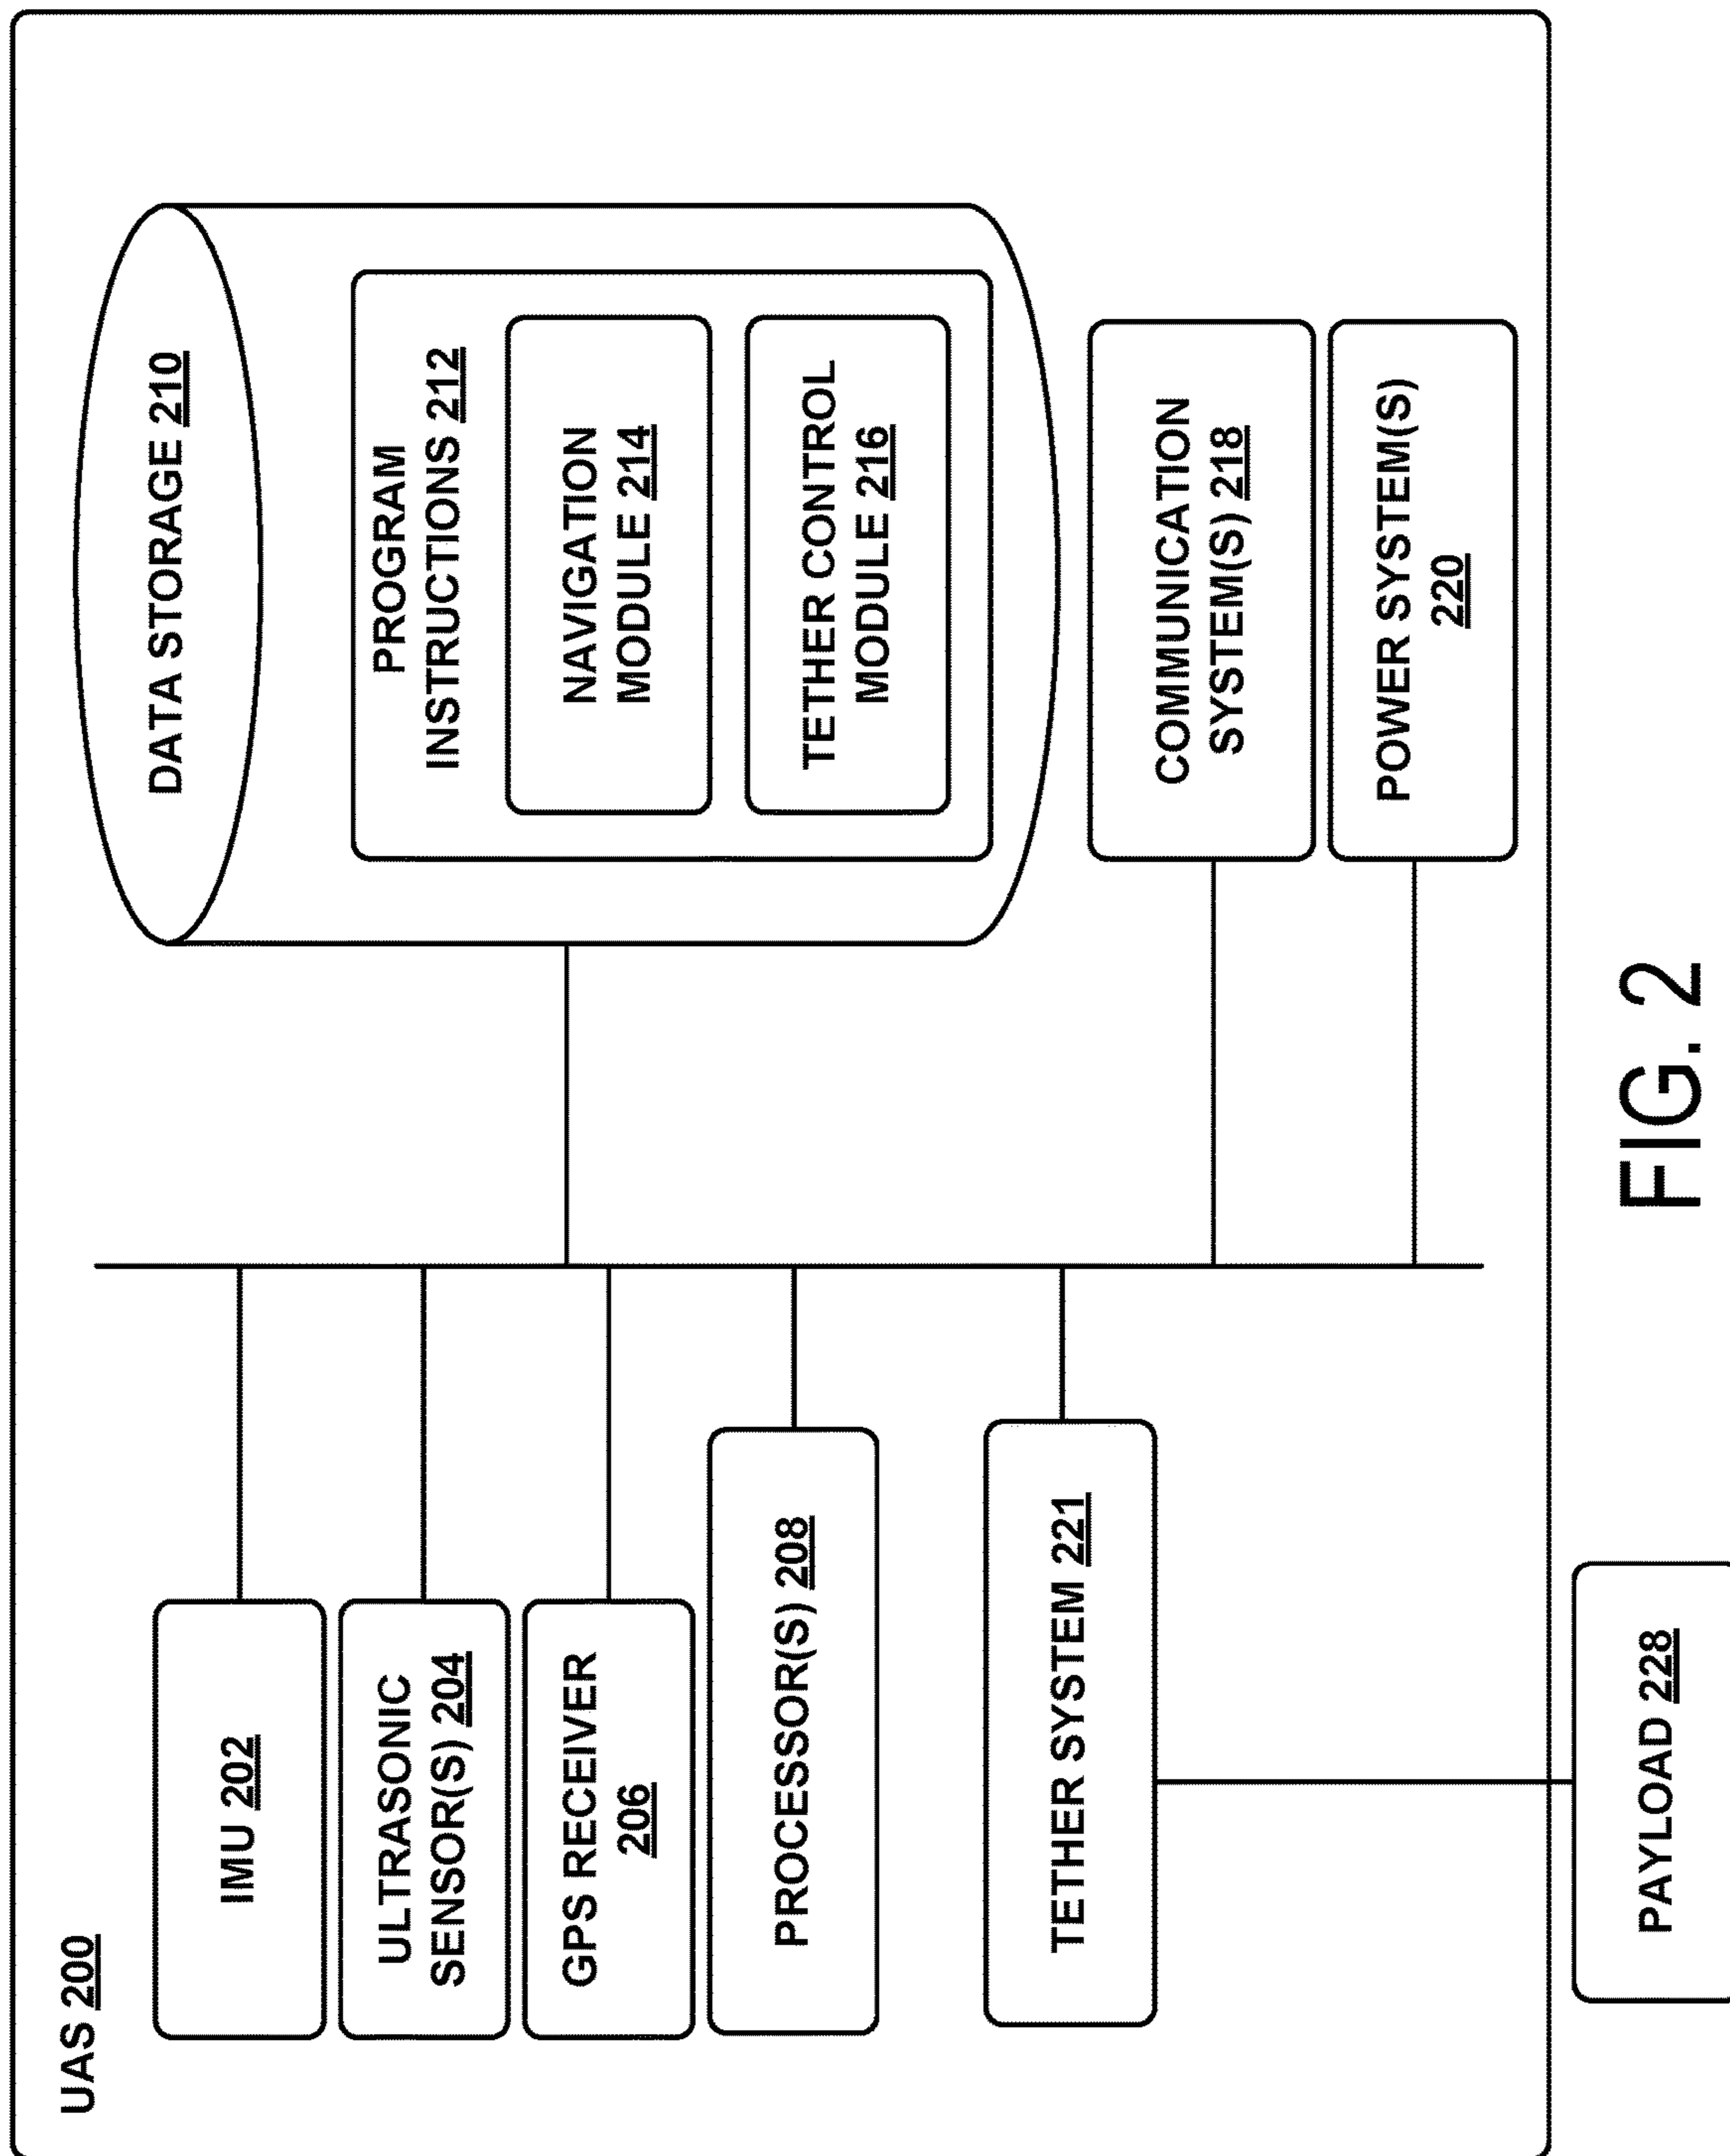 UAS 200
IMU 202
ULTRASONIC
SENSOR(S) 204
GPS RECEIVER
206
PROCESSOR(S) 208
TETHER SYSTEM 221
PAYLOAD 228
DATA STORAGE 210
PROGRAM
INSTRUCTIONS 212
NAVIGATION
MODULE 214
TETHER CONTROL
MODULE 216
COMMUNICATION
SYSTEM(S) 218
POWER SYSTEM(S)
220
FIG. 2